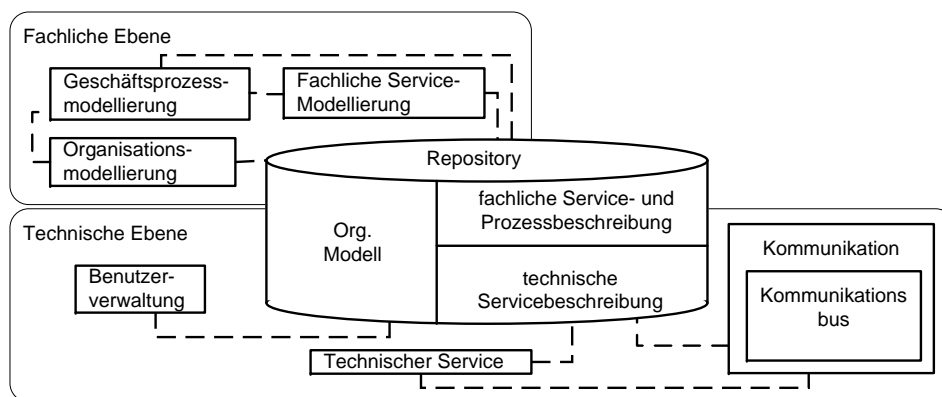 Fachliche Ebene
Geschäftsprozess-
modellierung
Fachliche Service-
Modellierung
Organisations-
modellierung
Repository
fachliche Service- und
Prozessbeschreibung
Org.
Modell
technische
Servicebeschreibung
Technische Ebene
Benutzer-
verwaltung
Technischer Service
Kommunikation
Kommunikations
bus